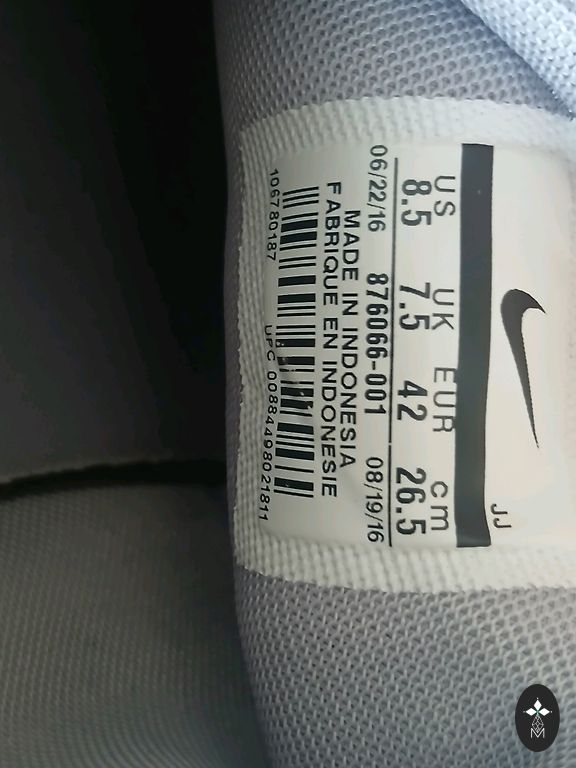 JJ
US UK EUR cm
8.5 7.5 42 26.5
06/22/16 876066-001 08/19/16
MADE IN INDONESIA
FABRIQUE EN INDONESIE
106780187
UPC 00884498021811
M